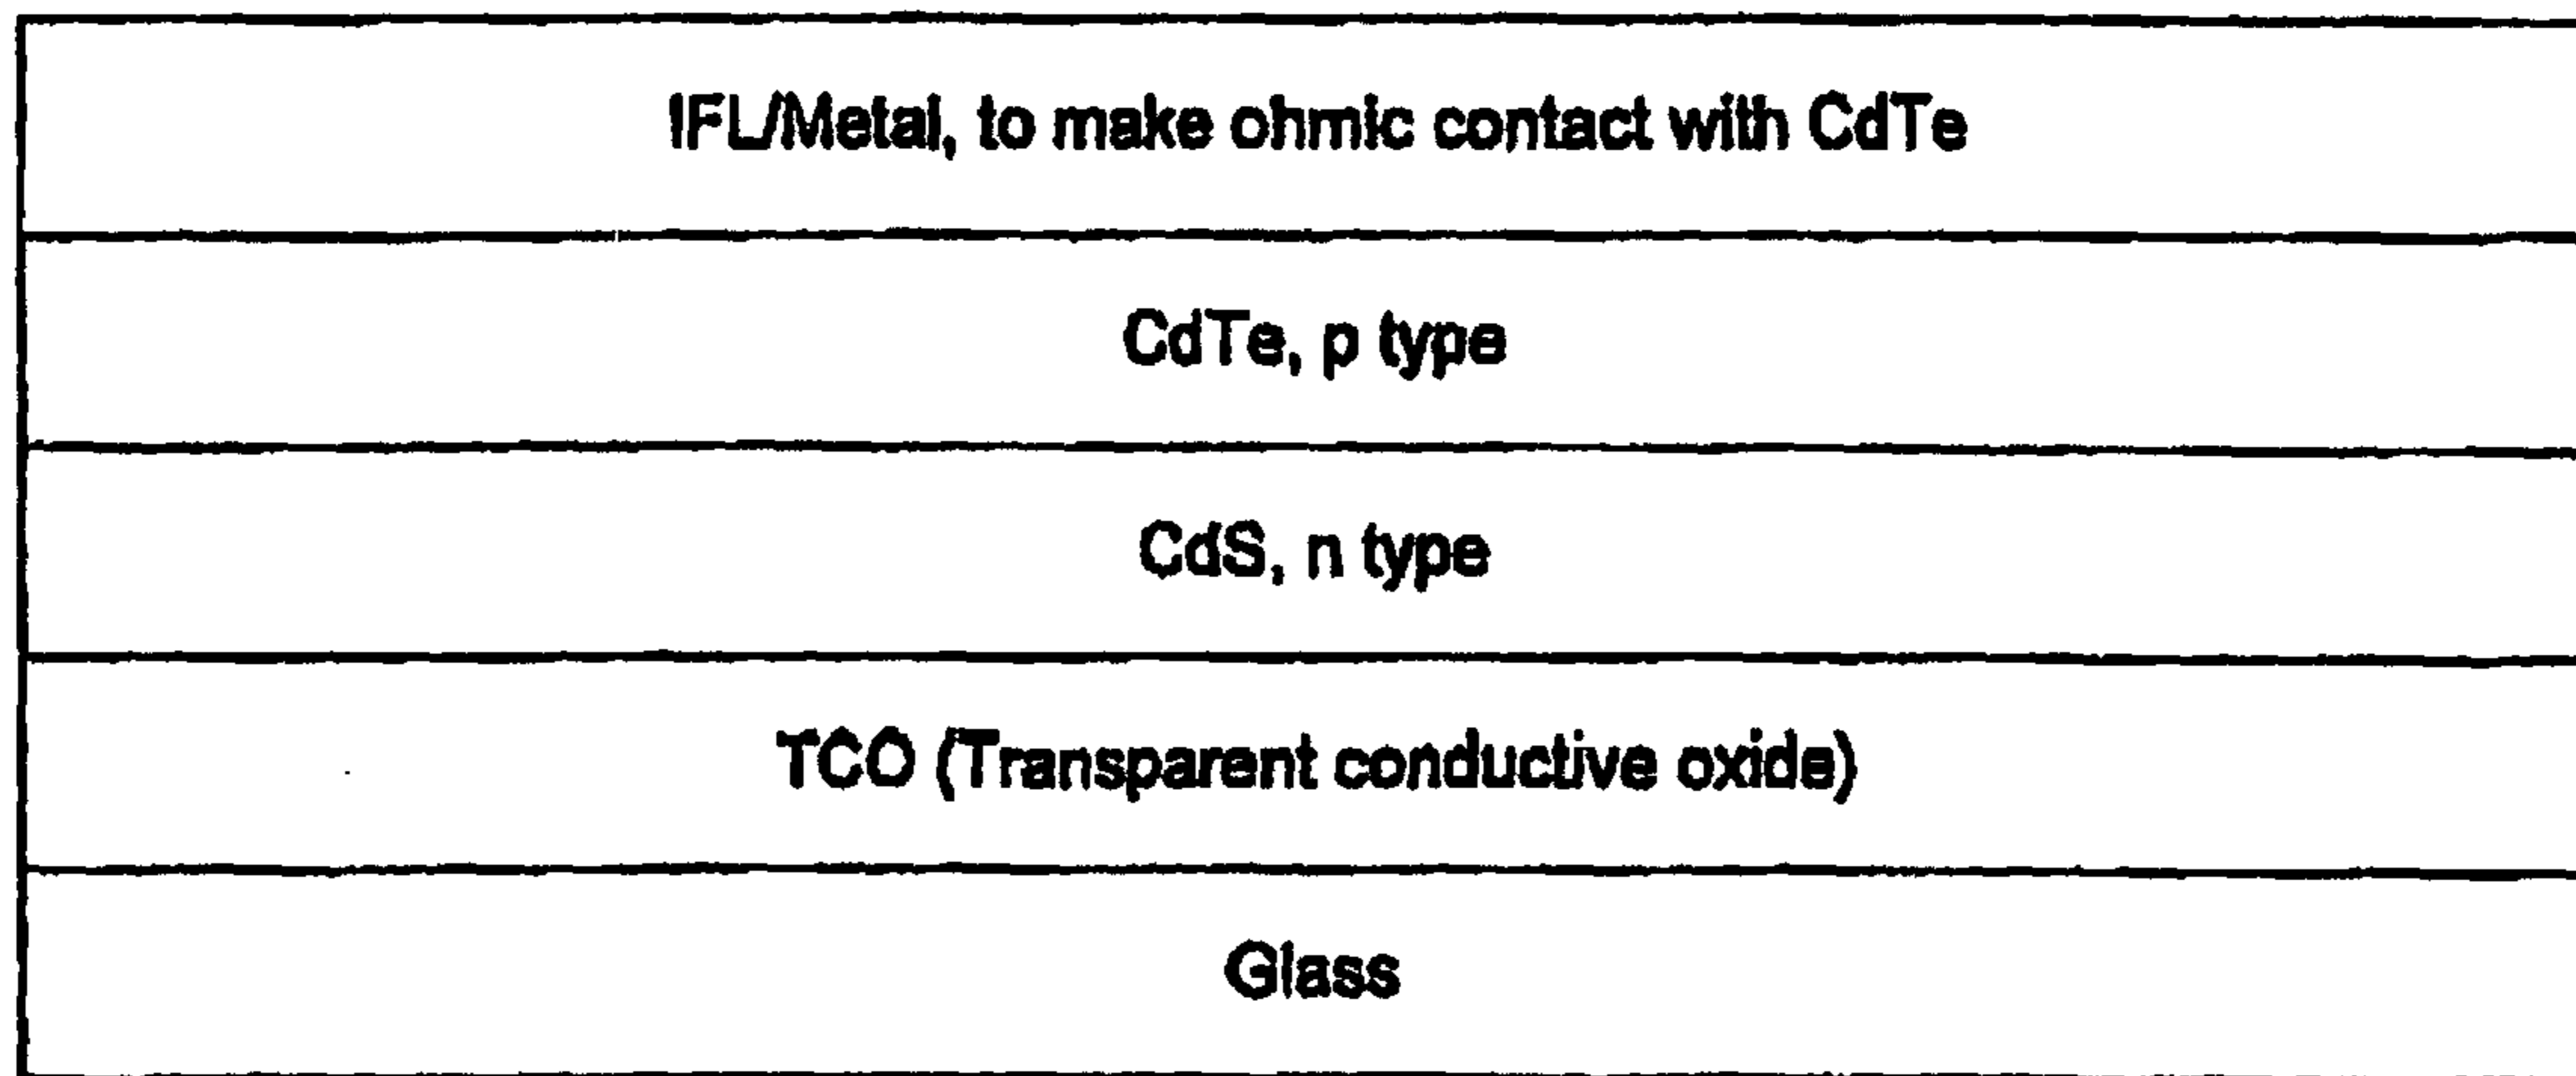 IFL/Metal, to make ohmic contact with CdTe
CdTe, p type
CdS, n type
TCO (Transparent conductive oxide)
Glass